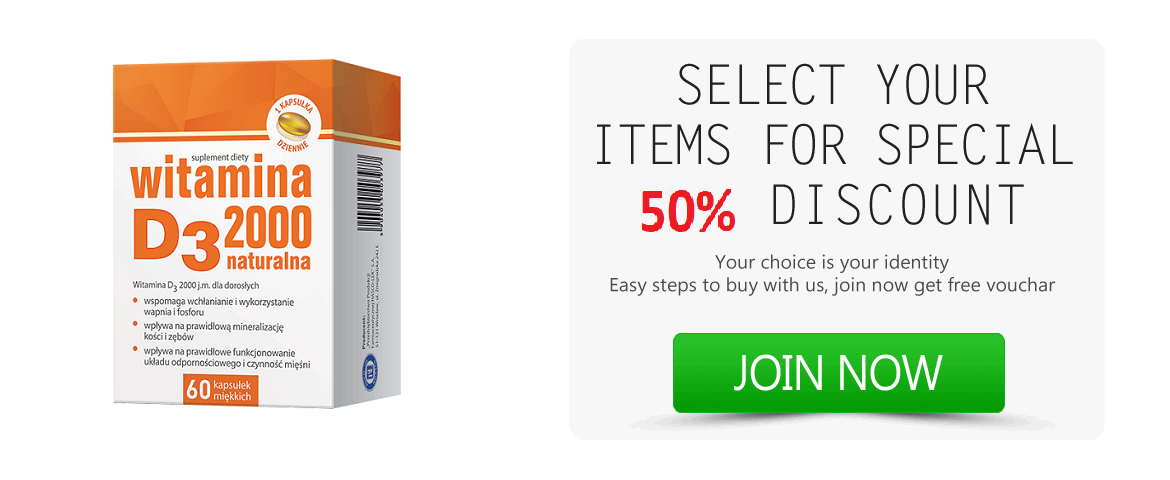 1 KAPSUŁKA
DZIENNIE
suplement diety
witamina
D3 2000
naturalna
Witamina D3 2000 j.m. dla dorosłych
wspomaga wchłanianie i wykorzystanie
wapnia i fosforu
wpływa na prawidłową mineralizację
kości i zębów
wpływa na prawidłowe funkcjonowanie
układu odpornościowego i czynność mięśni
60 kapsułek
miękkich
Producent:
SELECT YOUR
ITEMS FOR SPECIAL
50% DISCOUNT
Your choice is your identity
Easy steps to buy with us, join now get free vouchar
JOIN NOW